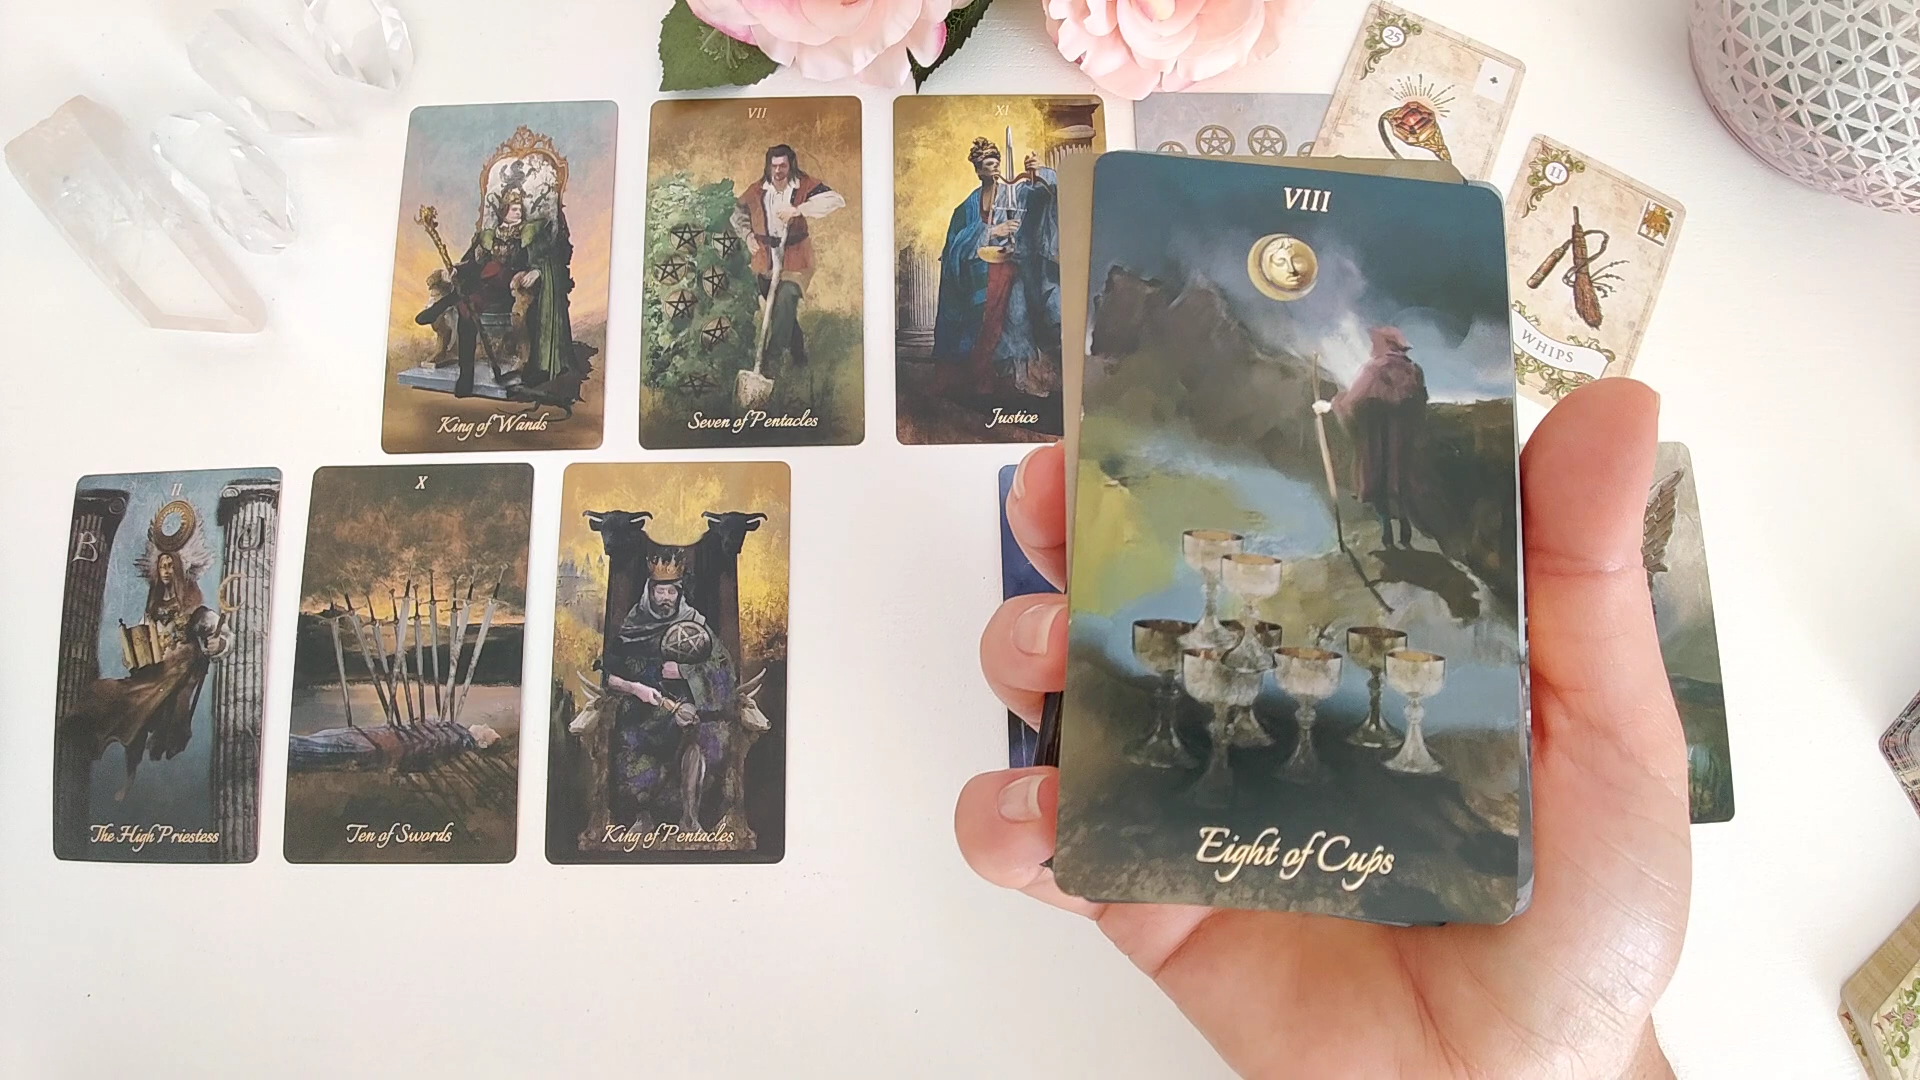 25
VII
XI
11
VIII
King of Wands
Seven of Pentacles
Justice
WHIPS
II
X
B
The High Priestess
Ten of Swords
King of Pentacles
Eight of Cups